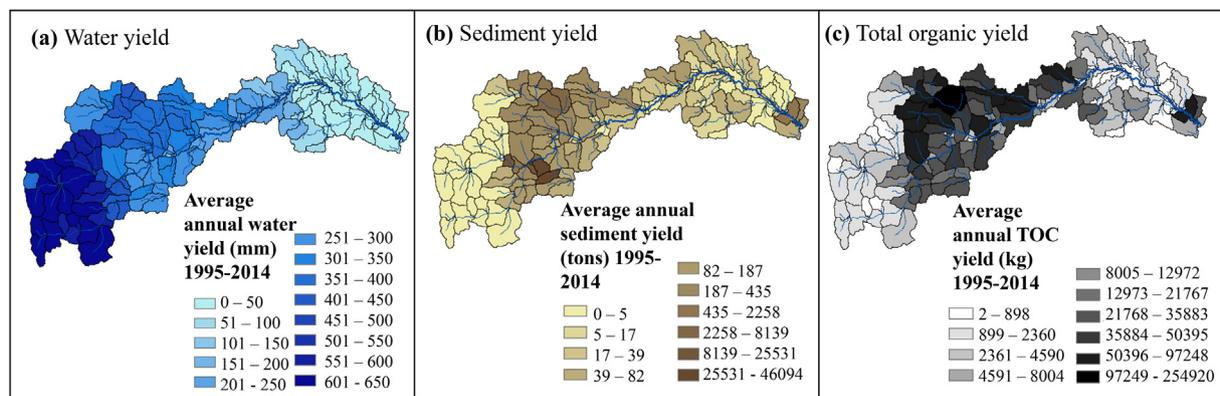 (a) Water yield
Average
annual water
yield (mm)
1995-2014
0 – 50
51 – 100
101 – 150
151 – 200
201 - 250
251 – 300
301 – 350
351 – 400
401 – 450
451 – 500
501 – 550
551 – 600
601 - 650
(b) Sediment yield
Average annual
sediment yield
(tons) 1995-
2014
0 – 5
5 – 17
17 – 39
39 – 82
82 – 187
187 – 435
435 – 2258
2258 – 8139
8139 – 25531
25531 - 46094
(c) Total organic yield
Average
annual TOC
yield (kg)
1995-2014
2 – 898
899 – 2360
2361 - 4590
4591 – 8004
8005 – 12972
12973 – 21767
21768 – 35883
35884 – 50395
50396 – 97248
97249 - 254920